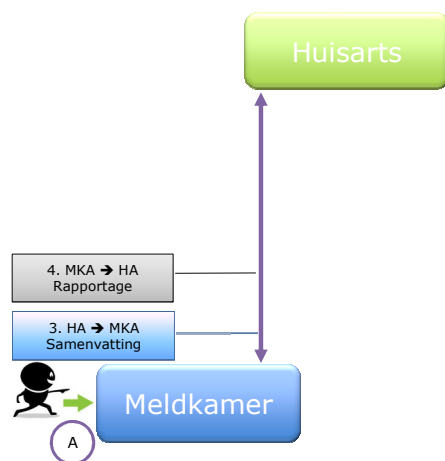 Huisarts
4. MKA ➔ HA
Rapportage
3. HA ➔ MKA
Samenvatting
Meldkamer
A